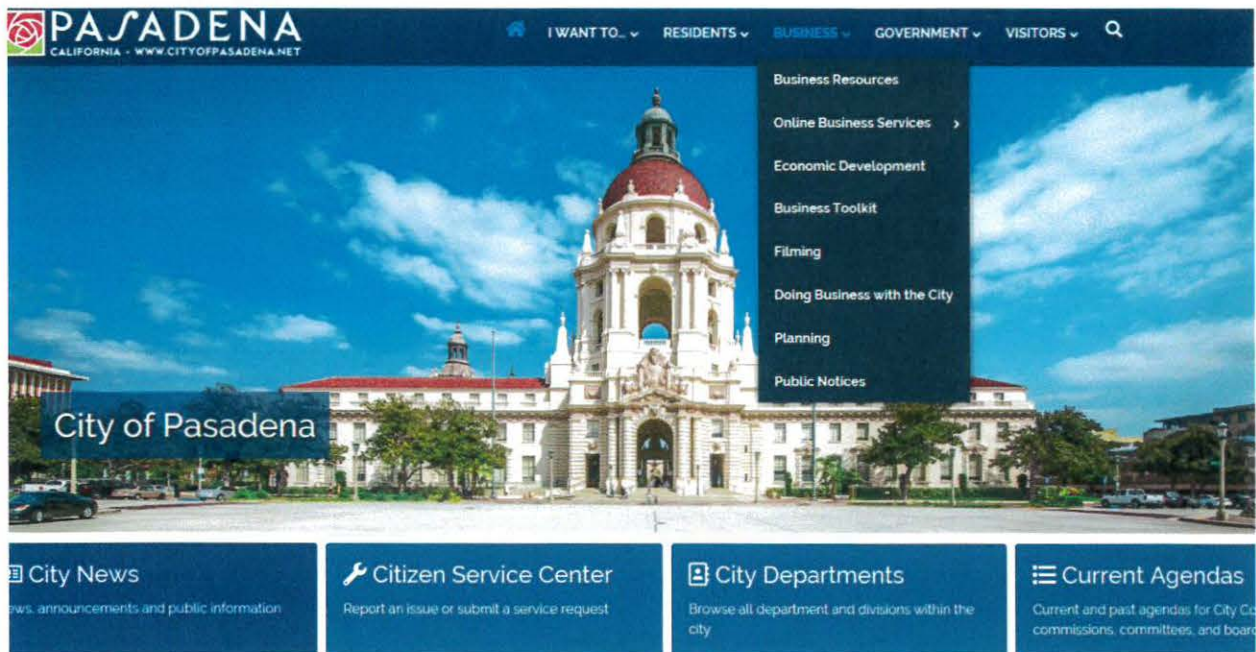 PASADENA
CALIFORNIA - WWW.CITYOFPASADENA.NET
I WANT TO... RESIDENTS BUSINESS GOVERNMENT VISITORS
Business Resources
Online Business Services
Economic Development
Business Toolkit
Filming
Doing Business with the City
Planning
Public Notices
City of Pasadena
City News
announcements and public information
Citizen Service Center
Report an issue or submit a service request
City Departments
Browse all department and divisions within the
city
Current Agendas
Current and past agendas for City
commissions, committees, and